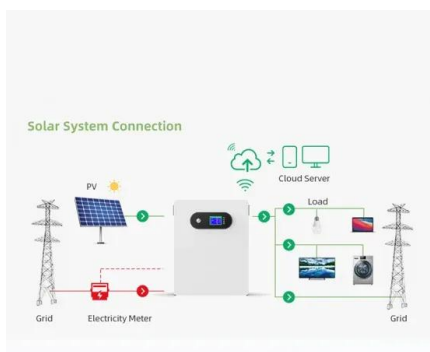 Solar System Connection
Cloud Server
PV
Load
Grid
Electricity Meter
Grid